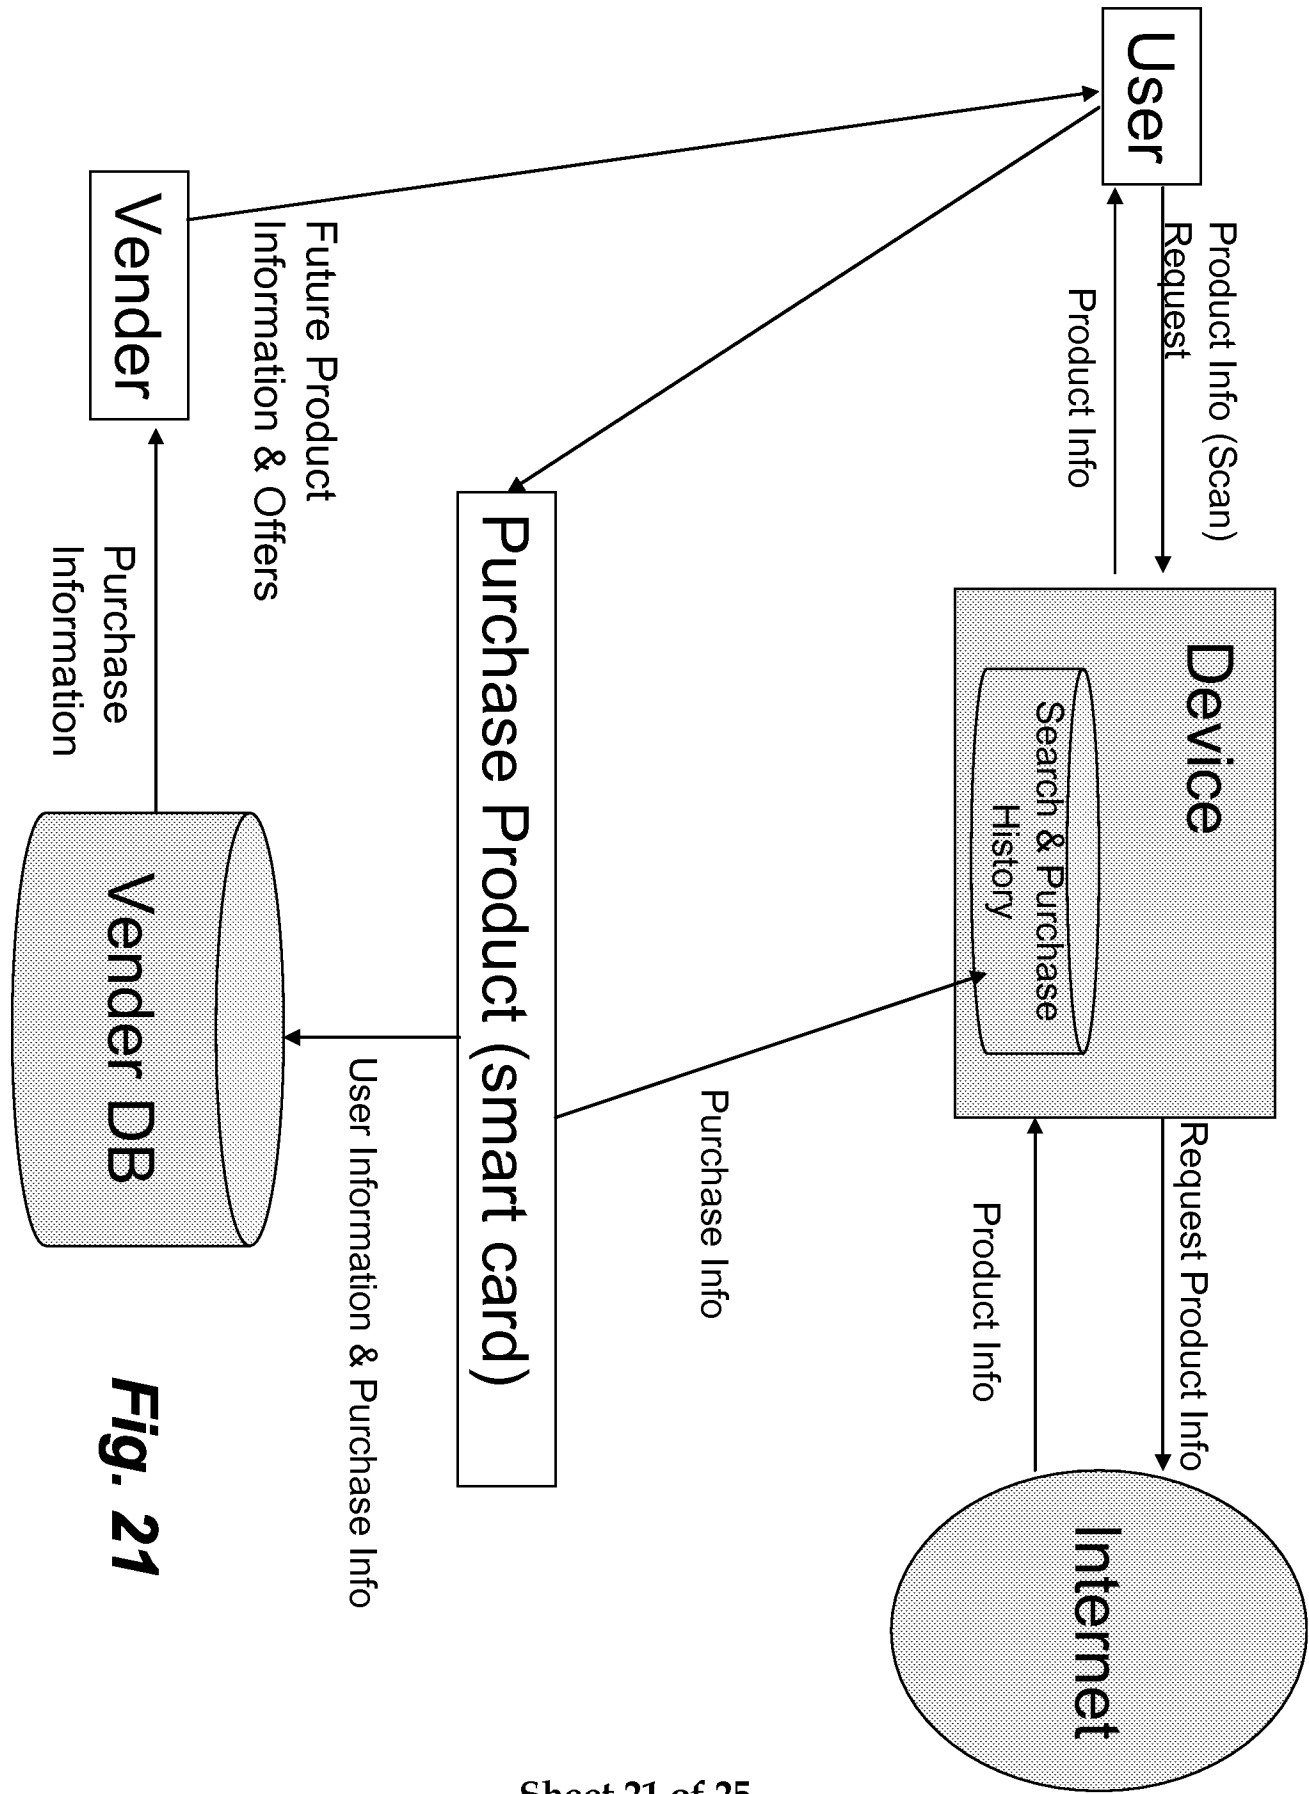 User
Product Info (Scan)
Request
Product Info
Device
Search & Purchase
History
Request Product Info
Product Info
Internet
Purchase Info
Purchase Product (smart card)
User Information & Purchase Info
Future Product
Information & Offers
Vender
Purchase
Information
Vender DB
Fig. 21
Sheet 21 of 25